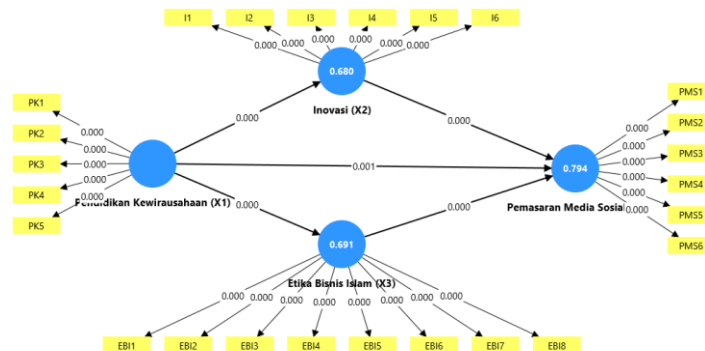 I1 I2 I3 I4 I5 I6
0.000 0.000 0.000 0.000 0.000 0.000
0.680
Inovasi (X2)
PK1
PK2
PK3
PK4
PK5
0.000
0.000
0.000
0.000
0.000
Pendidikan Kewirausahaan (X1)
0.000
0.000
0.001
0.000
0.000
PMS1
PMS2
PMS3
PMS4
PMS5
PMS6
0.000
0.000
0.000
0.000
0.000
0.000
0.794
Pemasaran Media Sosial
0.691
Etika Bisnis Islam (X3)
0.000 0.000 0.000 0.000 0.000 0.000 0.000 0.000
EBI1 EBI2 EBI3 EBI4 EBI5 EBI6 EBI7 EBI8